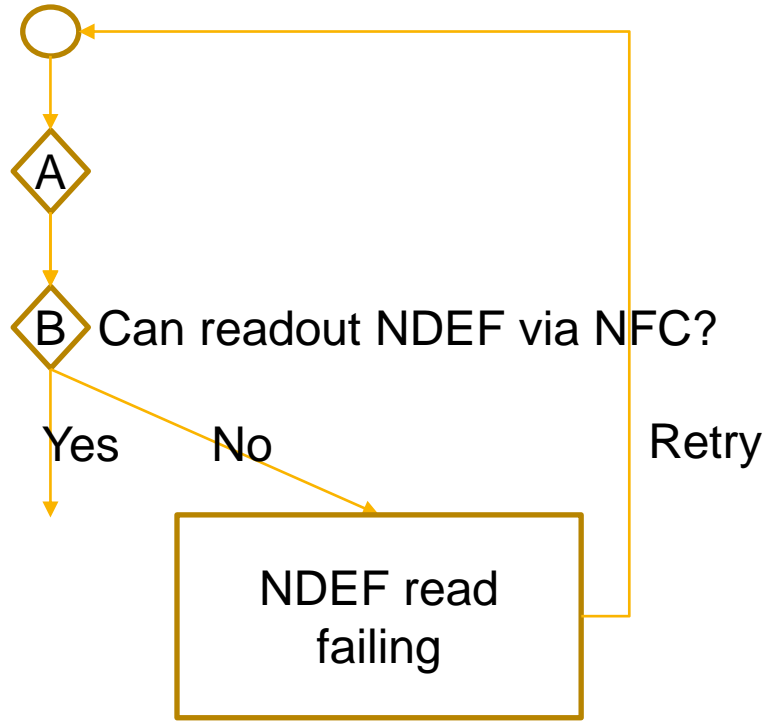 A
B Can readout NDEF via NFC?
Yes No Retry
NDEF read
failing